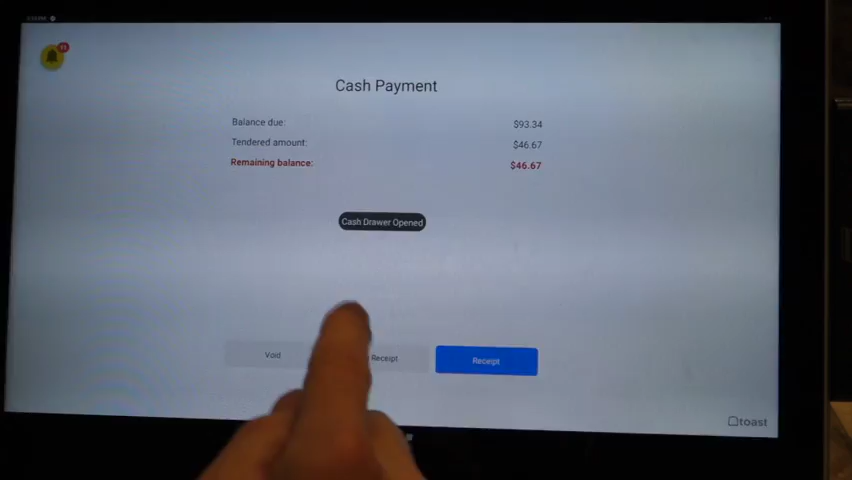 Cash Payment
Balance due: $93.34
Tendered amount: $46.67
Remaining balance: $46.67
Cash Drawer Opened
Void
Receipt
Receipt
toast